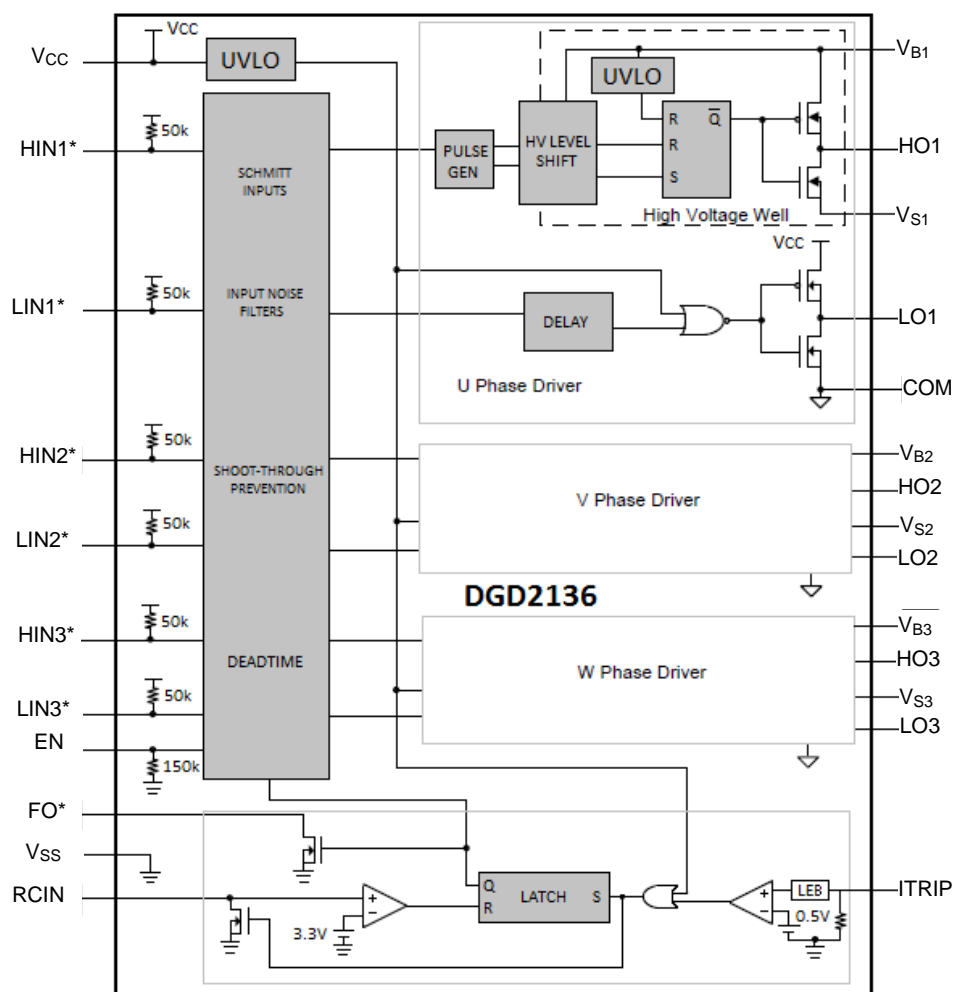 VCC
VCC
UVLO
VB1
UVLO
50k
HIN1*
SCHMITT
INPUTS
PULSE
GEN
HV LEVEL
SHIFT
R
R
S
Q
HO1
High Voltage Well
VS1
VCC
50k
LIN1*
INPUT NOISE
FILTERS
DELAY
LO1
U Phase Driver
COM
50k
HIN2*
SHOOT-THROUGH
PREVENTION
V Phase Driver
VB2
HO2
VS2
LO2
50k
LIN2*
DGD2136
50k
HIN3*
DEADTIME
W Phase Driver
VB3
HO3
VS3
LO3
50k
LIN3*
EN
150k
FO*
VSS
RCIN
+
−
3.3V
Q
R
LATCH
S
+
−
LEB
0.5V
ITRIP